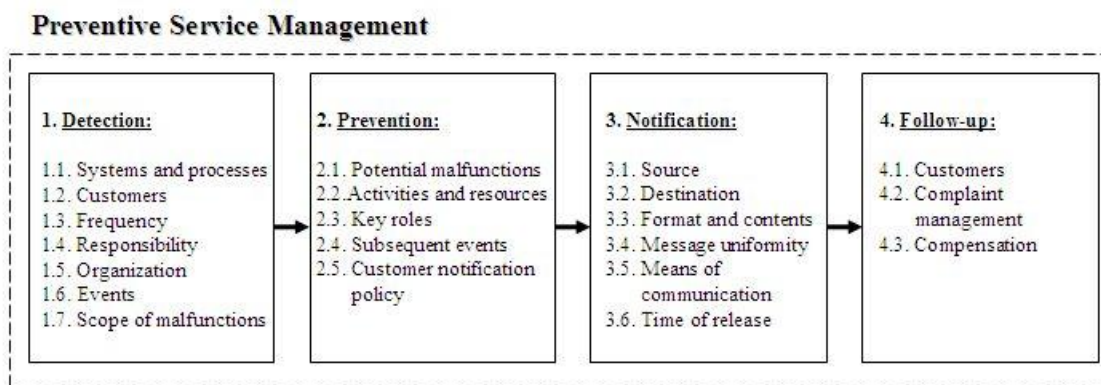 Preventive Service Management
1. Detection:
1.1. Systems and processes
1.2. Customers
1.3. Frequency
1.4. Responsibility
1.5. Organization
1.6. Events
1.7. Scope of malfunctions
2. Prevention:
2.1. Potential malfunctions
2.2.Activities and resources
2.3. Key roles
2.4. Subsequent events
2.5. Customer notification
policy
3. Notification:
3.1. Source
3.2. Destination
3.3. Format and contents
3.4. Message uniformity
3.5. Means of
communication
3.6. Time of release
4. Follow-up:
4.1. Customers
4.2. Complaint
management
4.3. Compensation